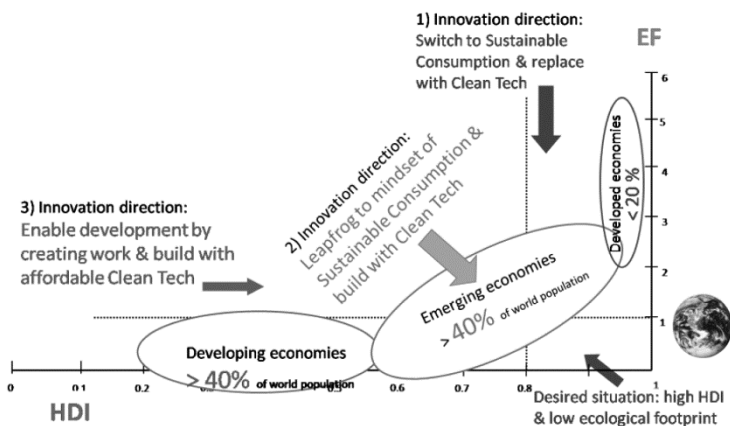 1) Innovation direction:
Switch to Sustainable
Consumption & replace
with Clean Tech
EF
6
5
4
3
2
1
Developed economies
< 20 %
2) Innovation direction:
Leapfrog to mindset of
Sustainable Consumption &
build with Clean Tech
3) Innovation direction:
Enable development by
creating work & build with
affordable Clean Tech
Emerging economies
> 40% of world population
Developing economies
> 40% of world population
0
0.1
0.2
0.5
0.6
0.7
0.8
0.9
1
HDI
Desired situation: high HDI
& low ecological footprint